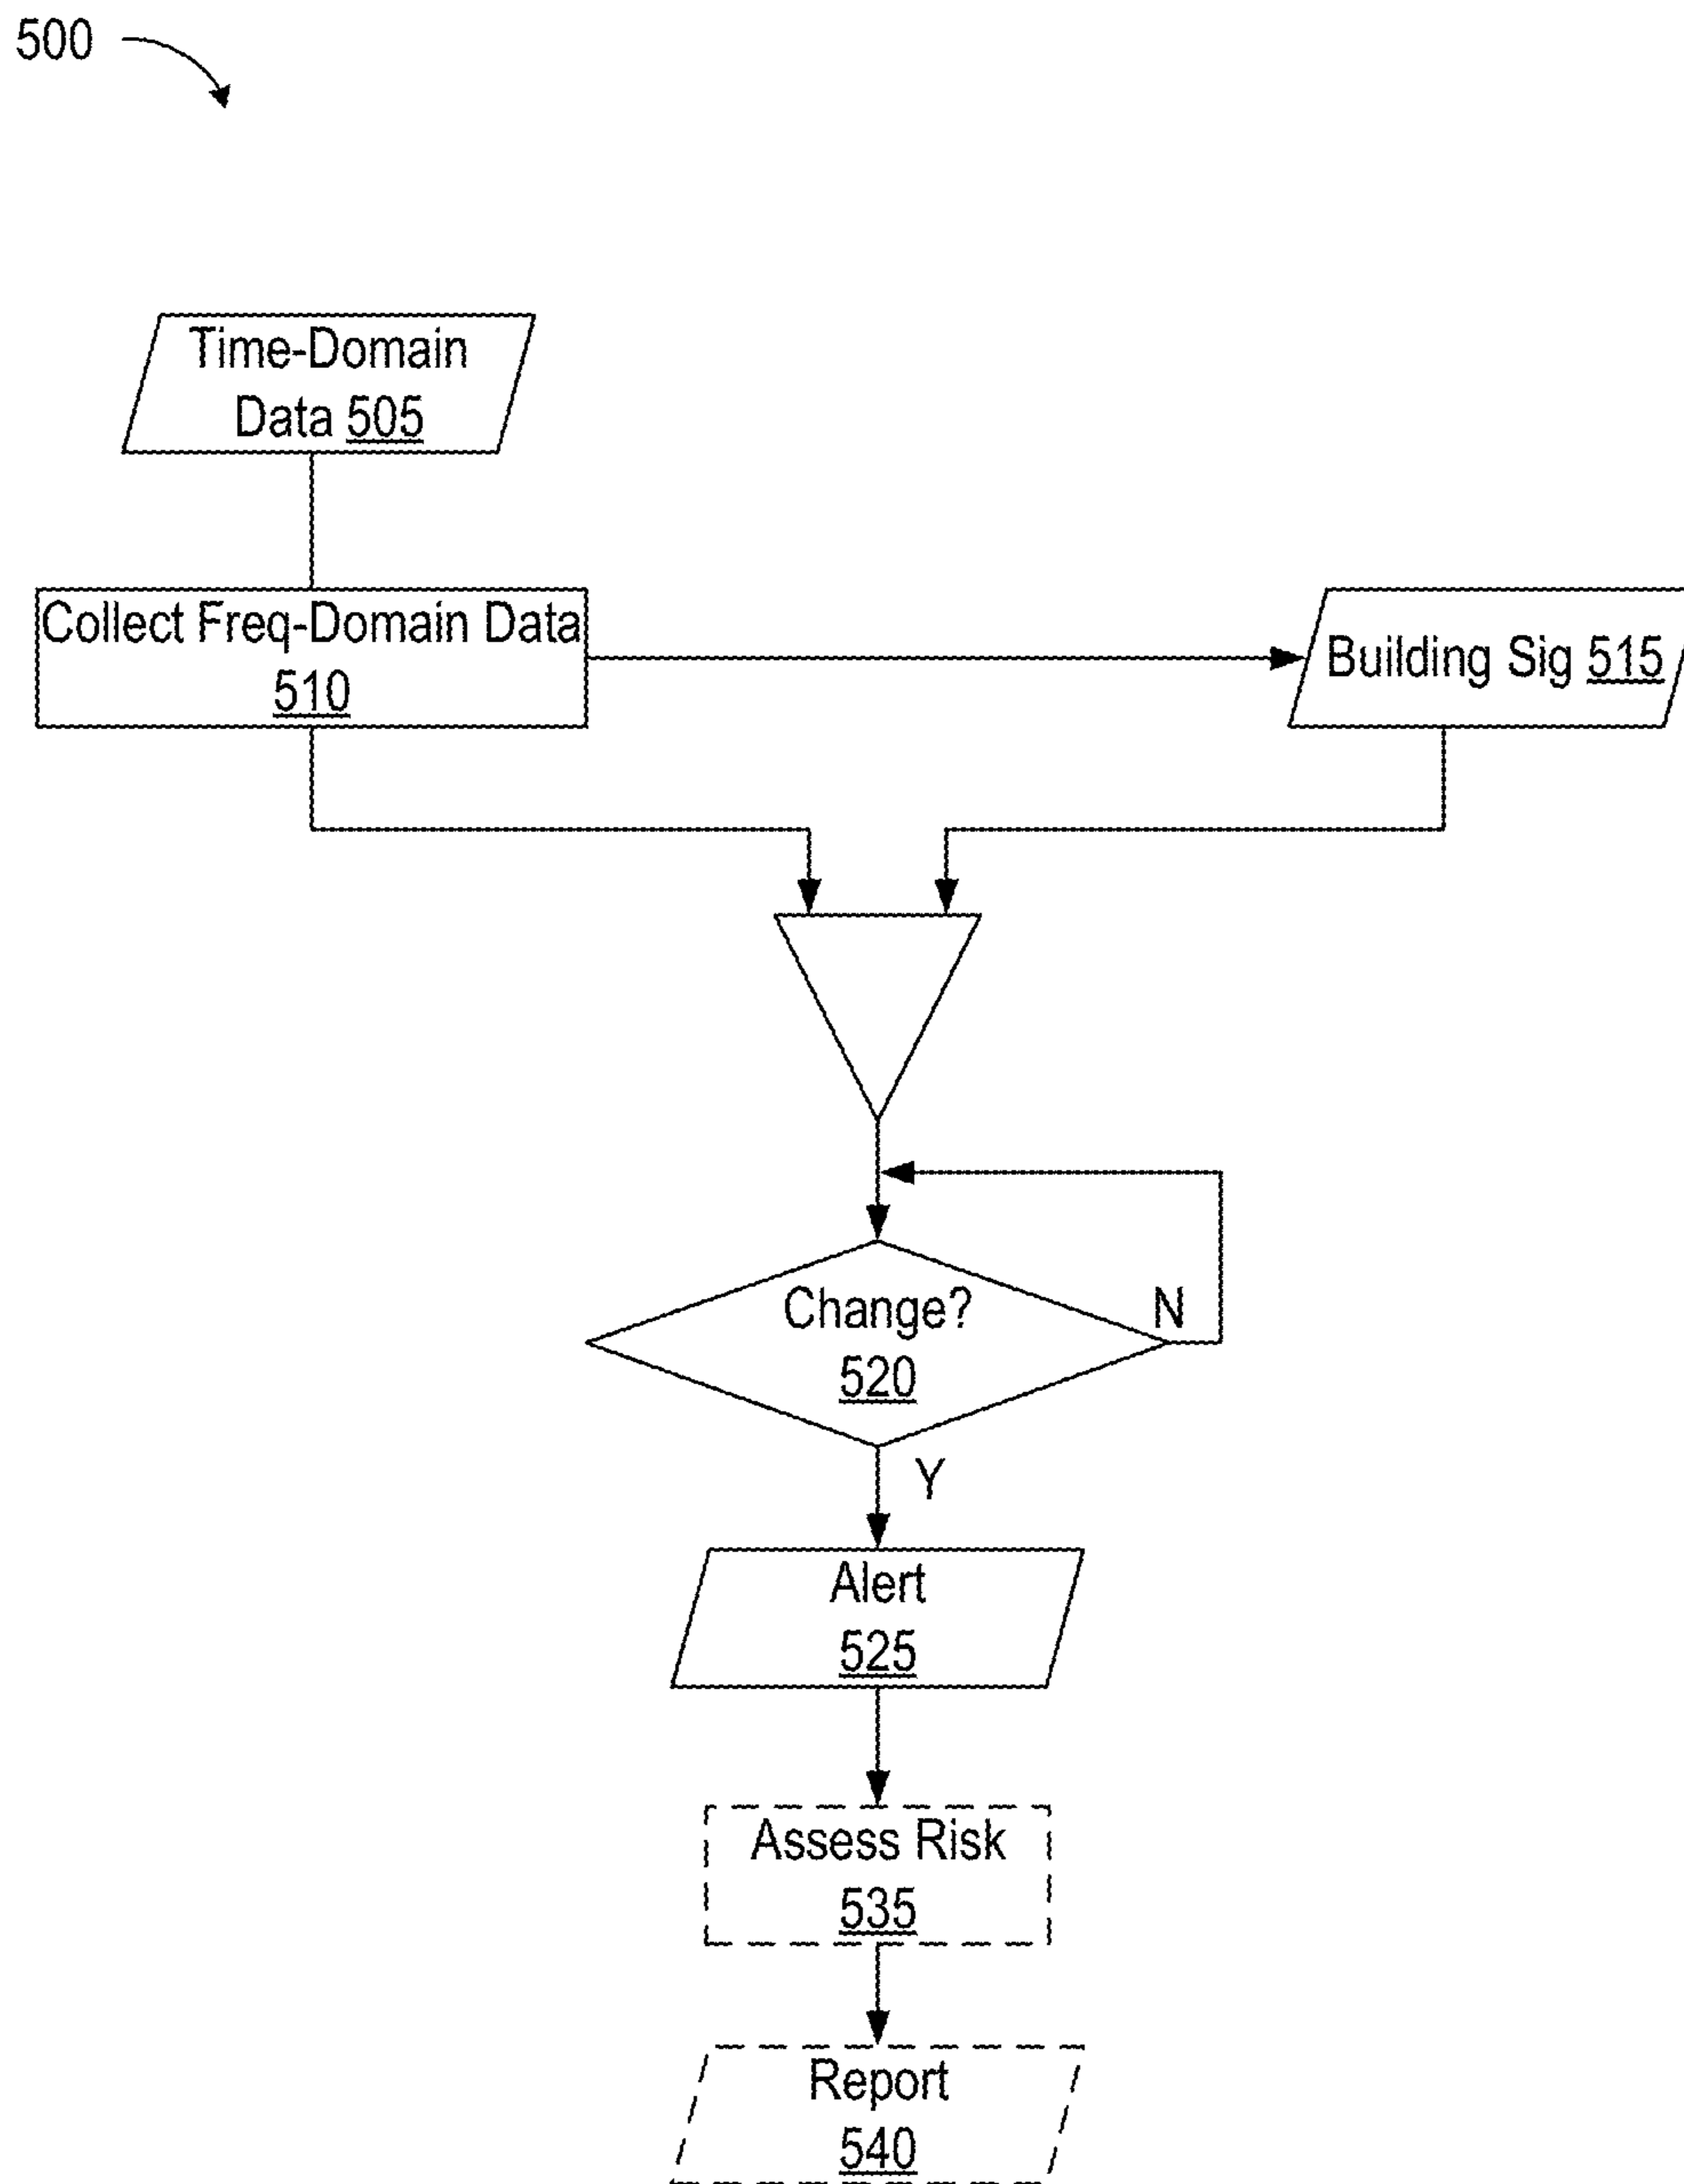 500
Time-Domain
Data 505
Collect Freq-Domain Data
510
Building Sig 515
Change?
520
N
Y
Alert
525
Assess Risk
535
Report
540